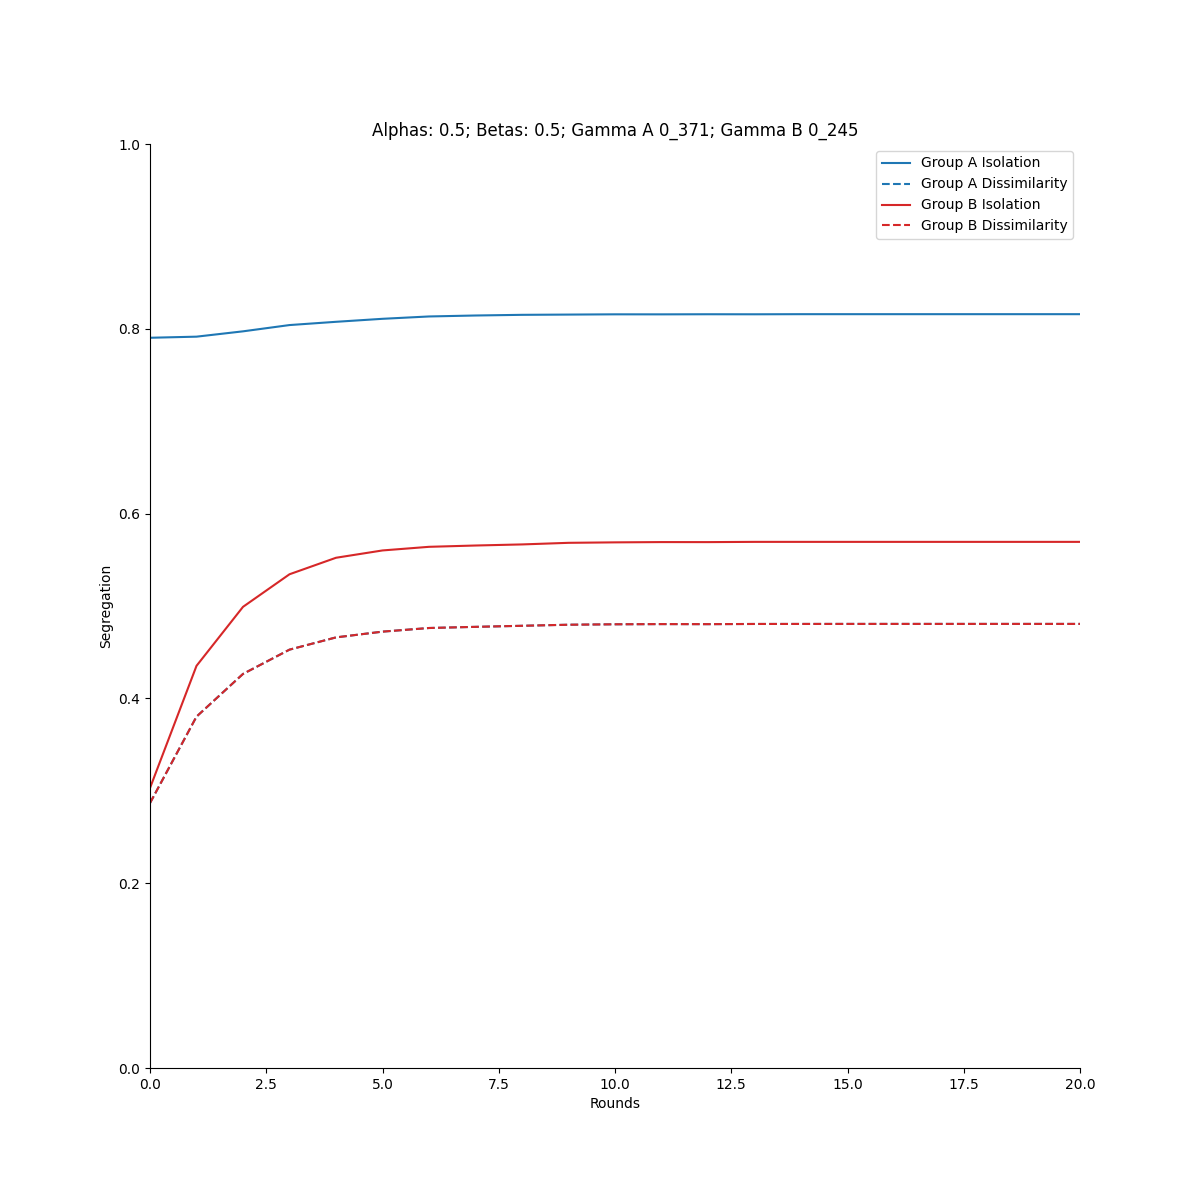 Alphas: 0.5; Betas: 0.5; Gamma A 0_371; Gamma B 0_245
Group A Isolation
Group A Dissimilarity
Group B Isolation
Group B Dissimilarity
Segregation
1.0
0.8
0.6
0.4
0.2
0.0
0.0 2.5 5.0 7.5 10.0 12.5 15.0 17.5 20.0
Rounds